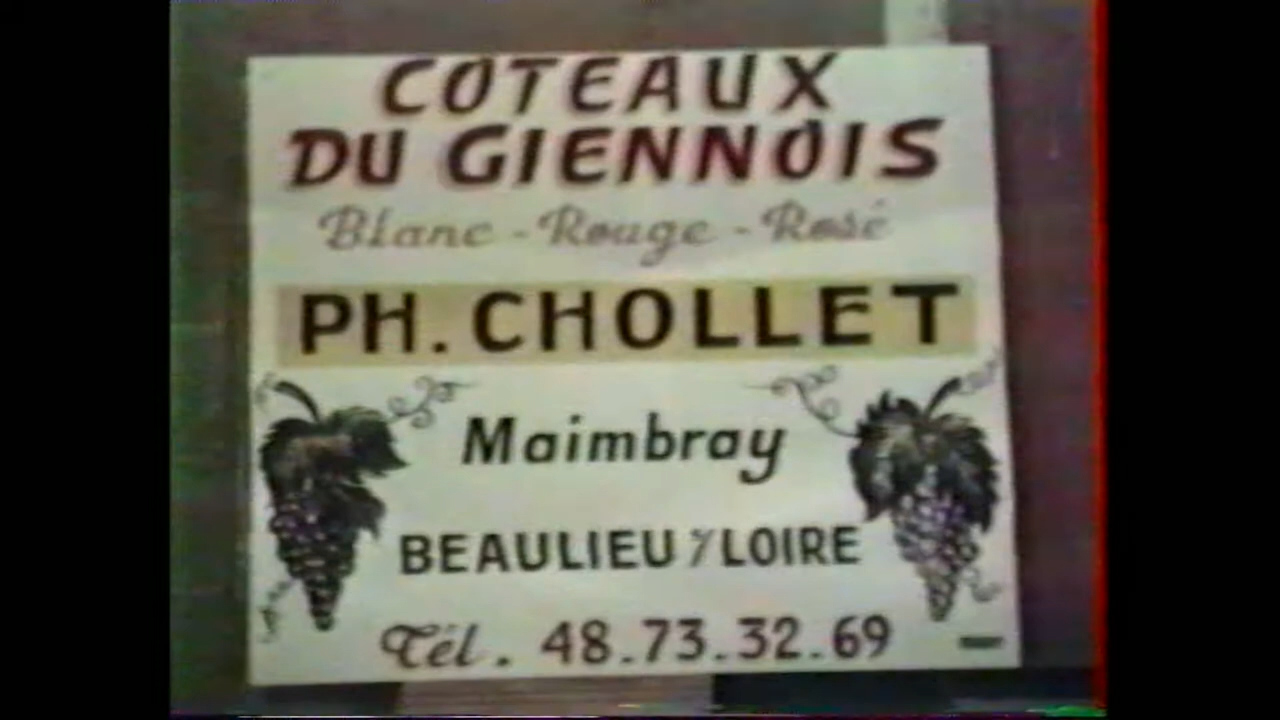 COTEAUX
DU GIENNOIS
Blanc - Rouge - Rosé
PH. CHOLLET
Maimbray
BEAULIEU s/ LOIRE
Tél. 48.73.32.69